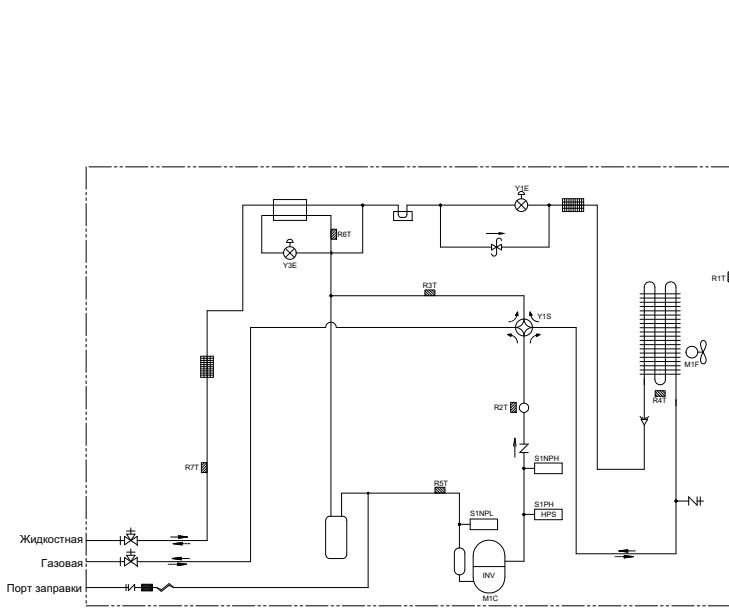 Y1E
R6T
Y3E
R1T
R3T
Y1S
M1F
R4T
R2T
R7T
S1NPH
R5T
S1PH
HPS
S1NPL
Жидкостная
Газовая
INV
Порт заправки
M1C